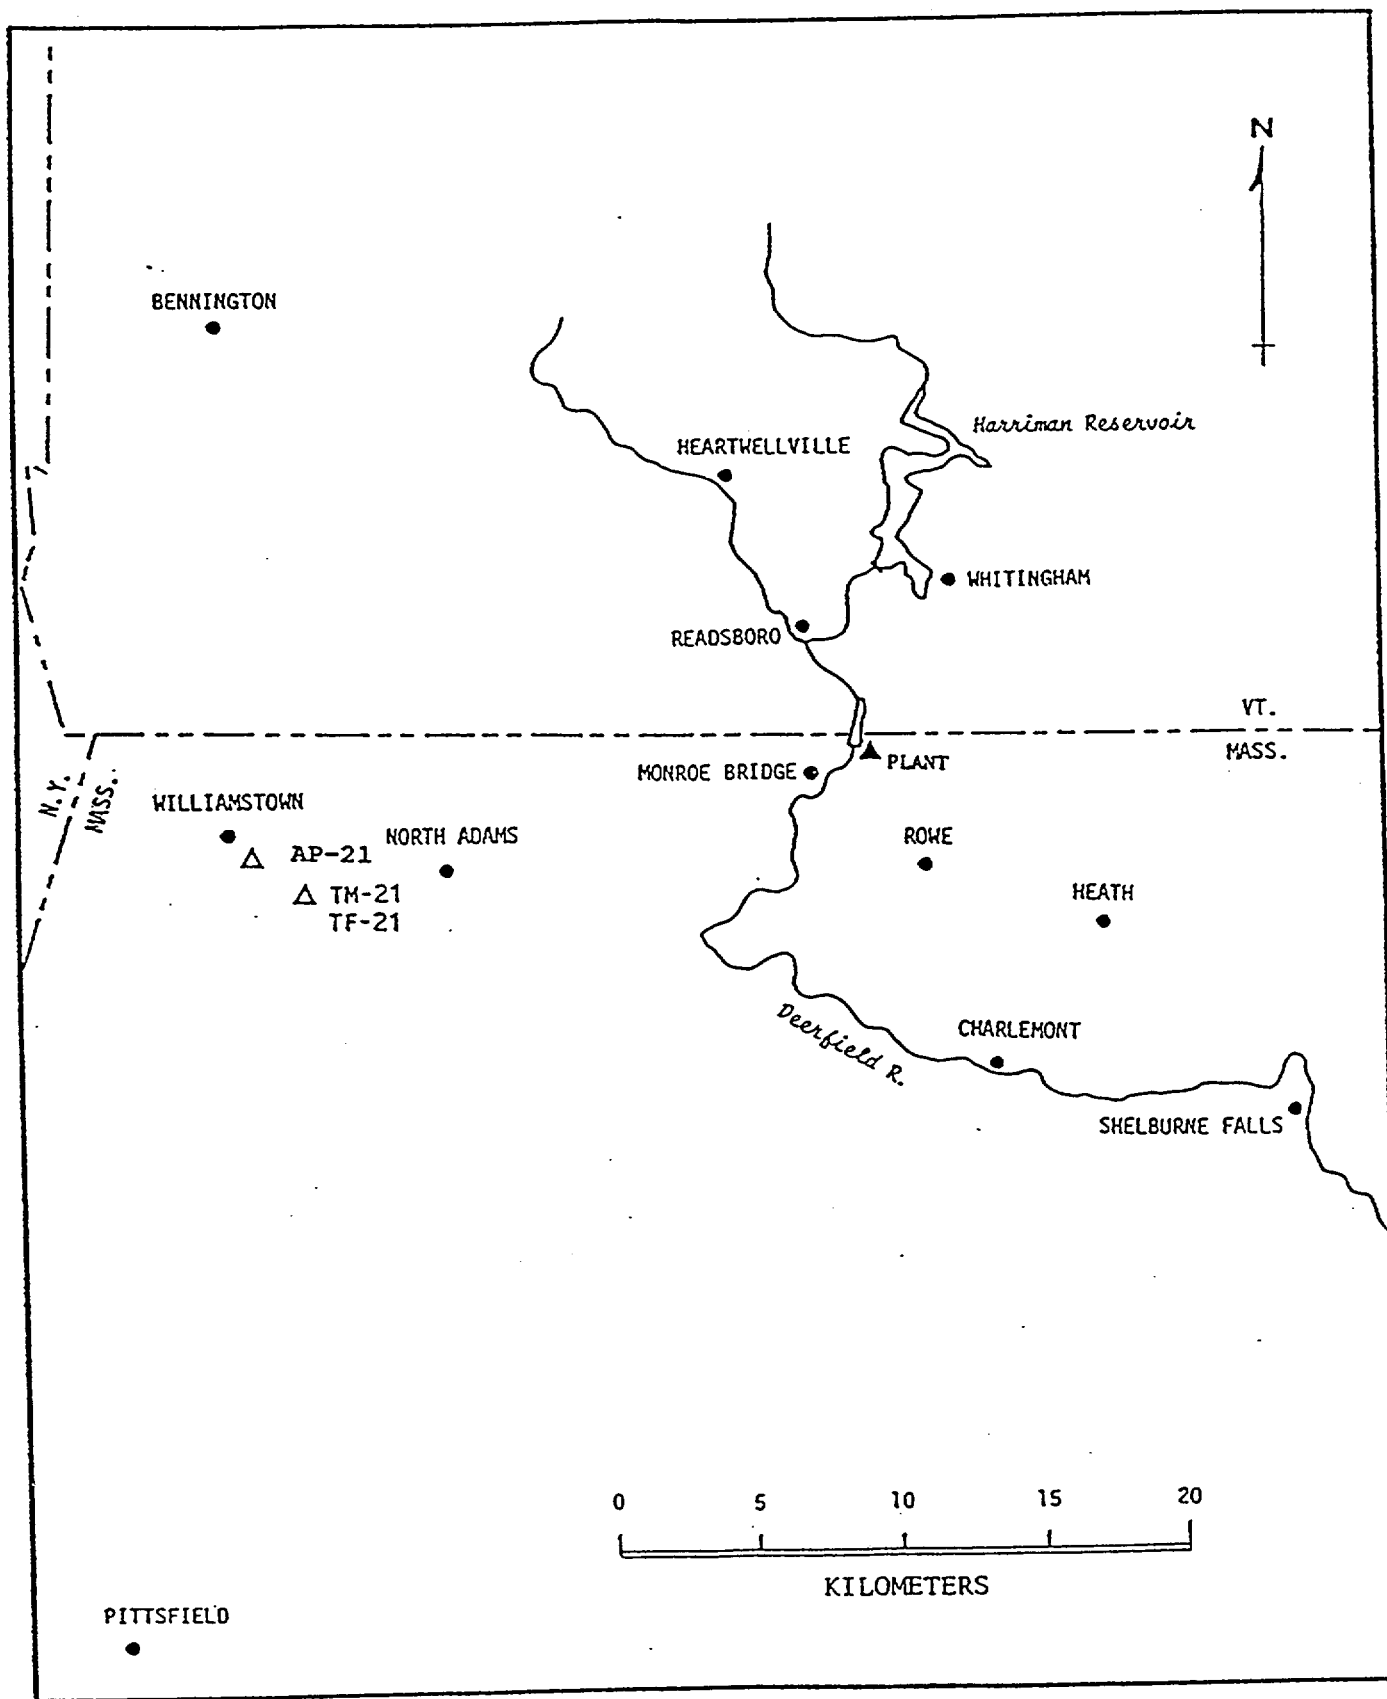 N
BENNINGTON
Harriman Reservoir
HEARTWELLVILLE
WHITINGHAM
READSBORO
VT.
MASS.
PLANT
MONROE BRIDGE
N.Y.
MASS.
WILLIAMSTOWN
NORTH ADAMS
ROWE
AP-21
TM-21
TF-21
HEATH
Deerfield R.
CHARLEMONT
SHELBURNE FALLS
0 5 10 15 20
KILOMETERS
PITTSFIELD